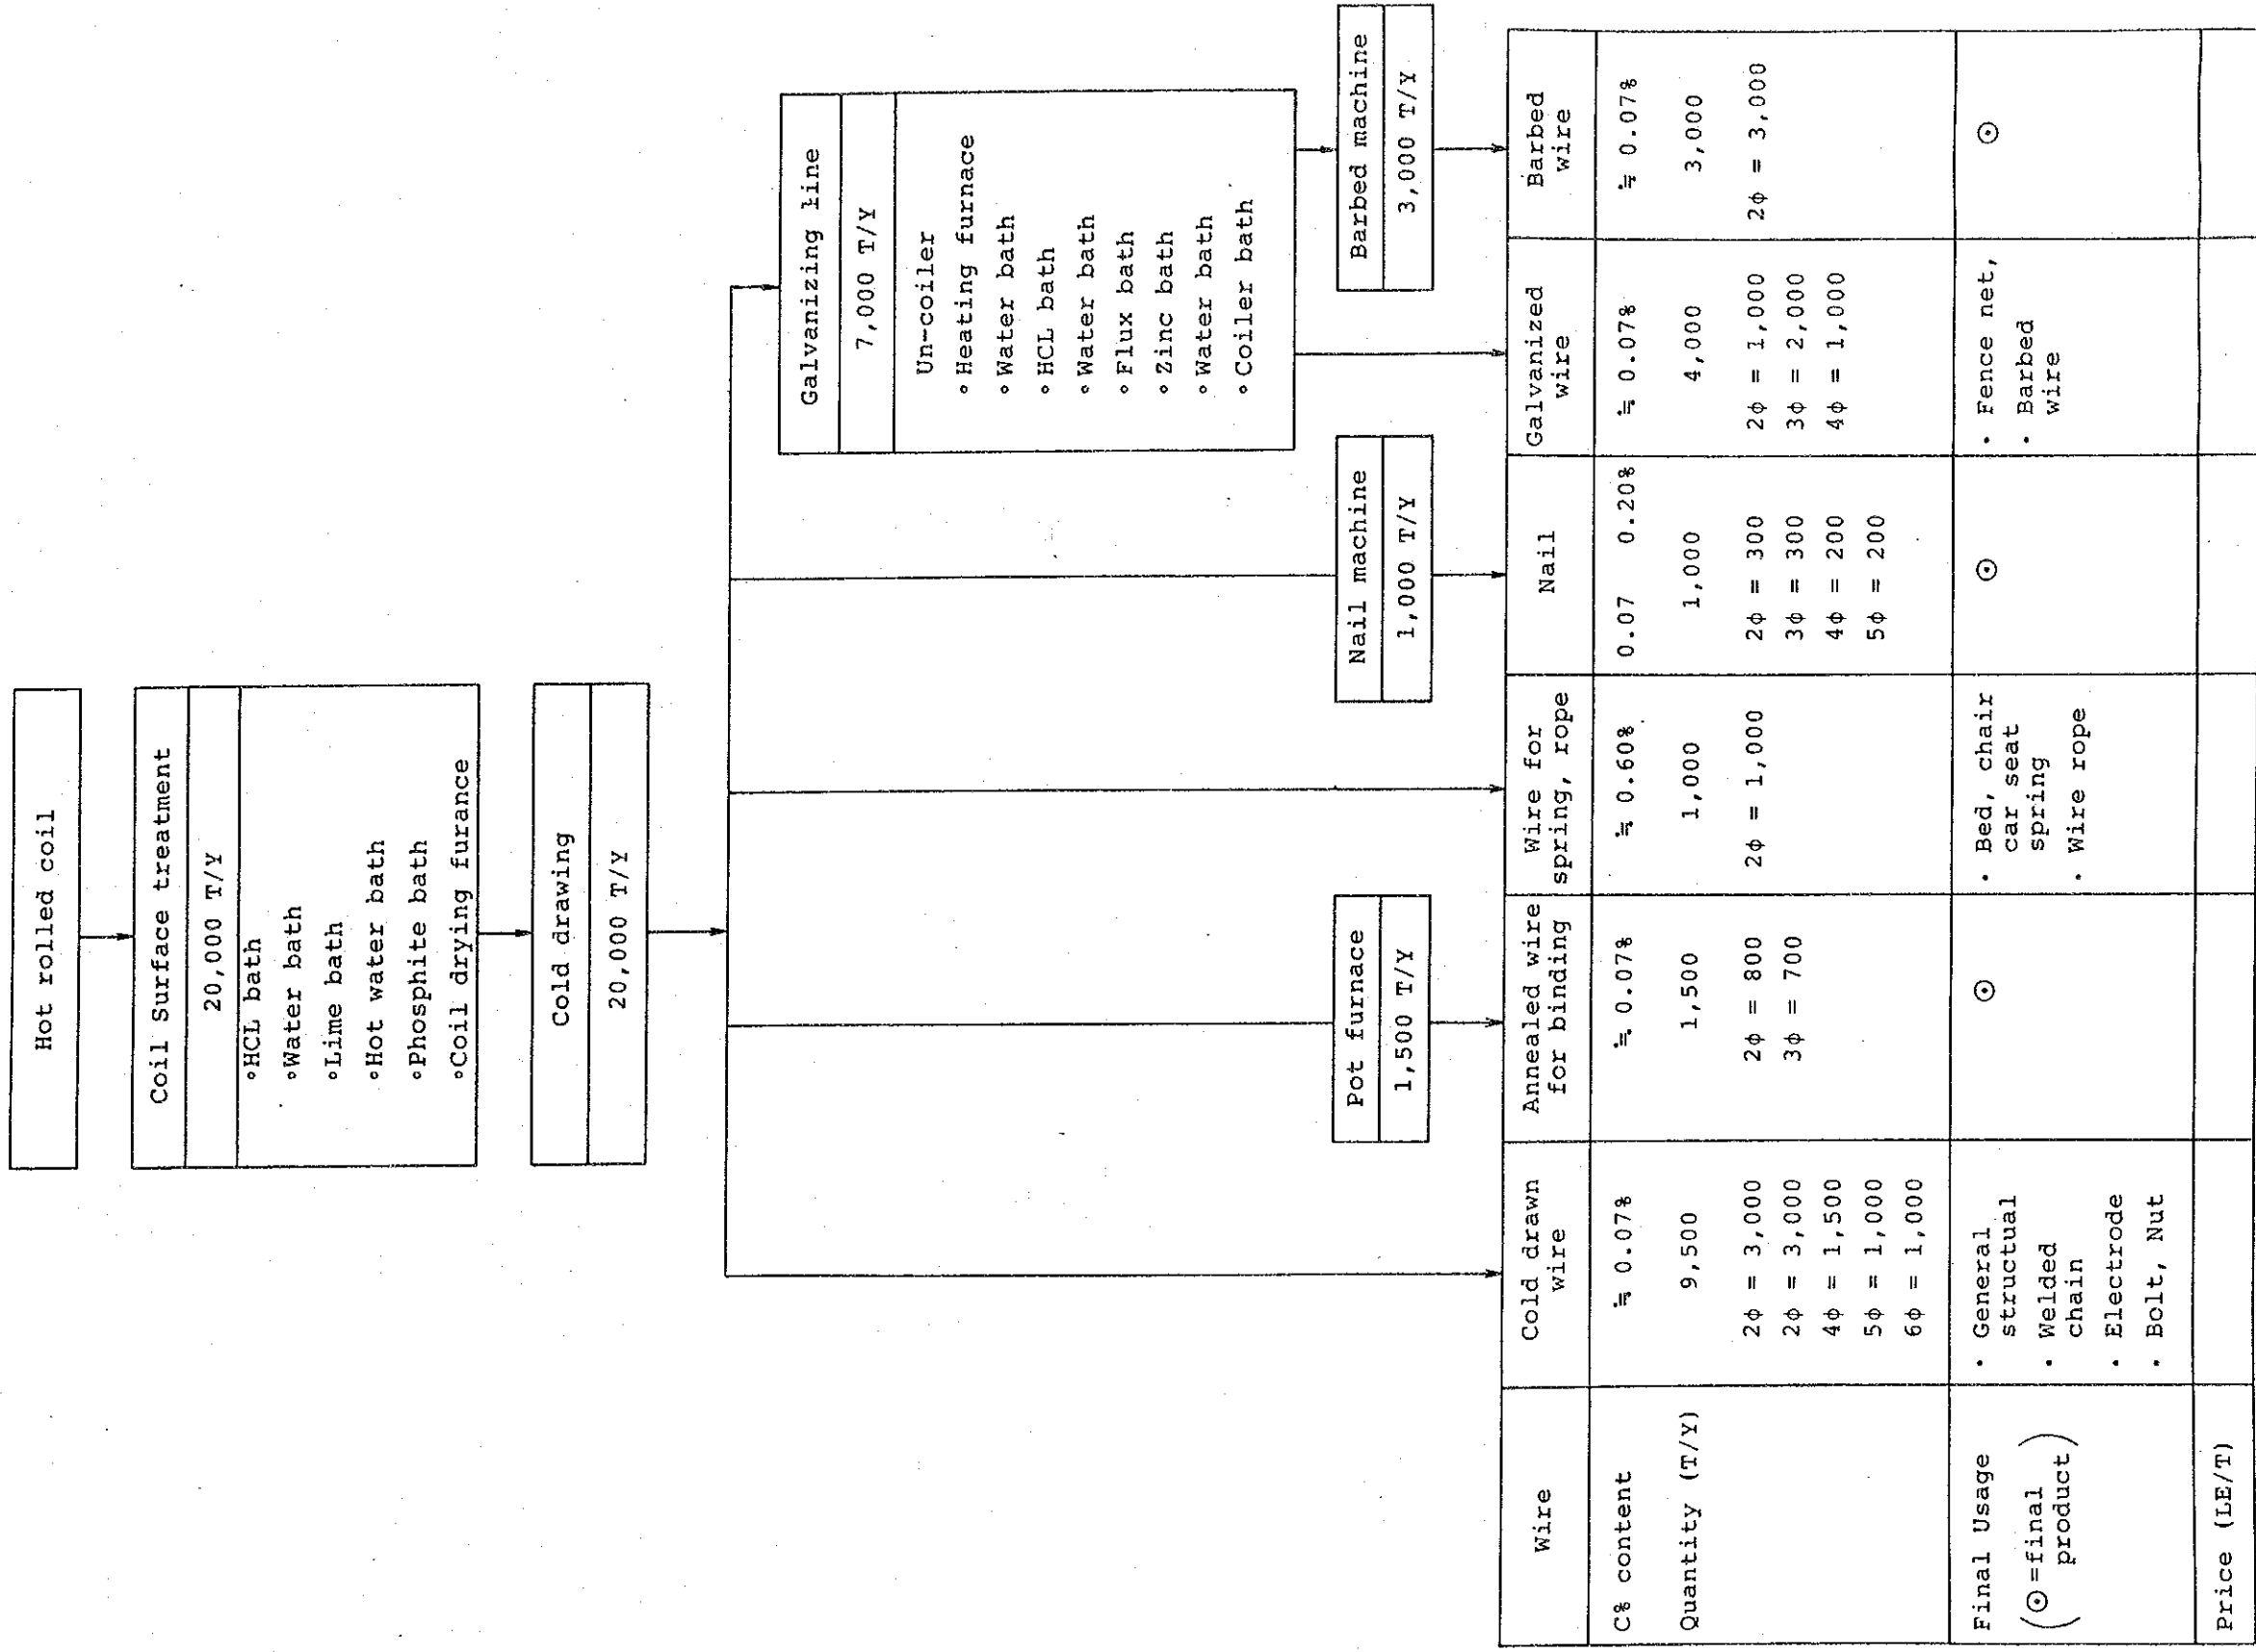 Hot rolled coil
Coil Surface treatment
20,000 T/Y
∘HCL bath
∘Water bath
∘Lime bath
∘Hot water bath
∘Phosphite bath
∘Coil drying furance
Cold drawing
20,000 T/Y
Galvanizing line
7,000 T/Y
Un-coiler
∘Heating furnace
∘Water bath
∘HCL bath
∘Water bath
∘Flux bath
∘Zinc bath
∘Water bath
∘Coiler bath
Pot furnace
1,500 T/Y
Nail machine
1,000 T/Y
Barbed machine
3,000 T/Y
Wire
C% content
Quantity (T/Y)
Final Usage
(⊙=final
product)
Price (LE/T)
Cold drawn
wire
≒ 0.07%
9,500
2φ = 3,000
2φ = 3,000
4φ = 1,500
5φ = 1,000
6φ = 1,000
· General
structual
· Welded
chain
· Electrode
· Bolt, Nut
Annealed wire
for binding
≒ 0.07%
1,500
2φ = 800
3φ = 700
⊙
Wire for
spring, rope
≒ 0.60%
1,000
2φ = 1,000
· Bed, chair
car seat
spring
· Wire rope
Nail
0.07 0.20%
1,000
2φ = 300
3φ = 300
4φ = 200
5φ = 200
⊙
Galvanized
wire
≒ 0.07%
4,000
2φ = 1,000
3φ = 2,000
4φ = 1,000
· Fence net,
· Barbed
wire
Barbed
wire
≒ 0.07%
3,000
2φ = 3,000
⊙